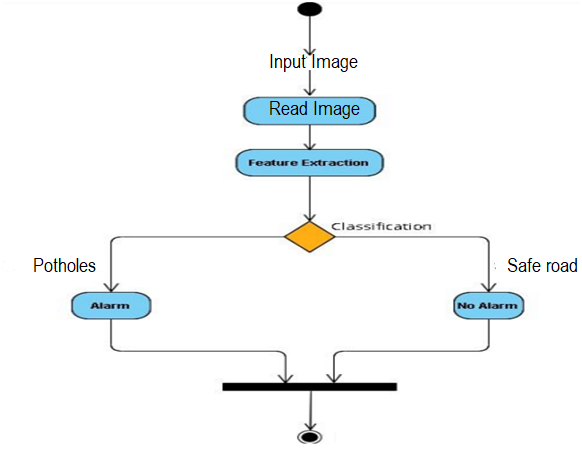 Input Image
Read Image
Feature Extraction
Classification
Potholes
Safe road
Alarm
No Alarm